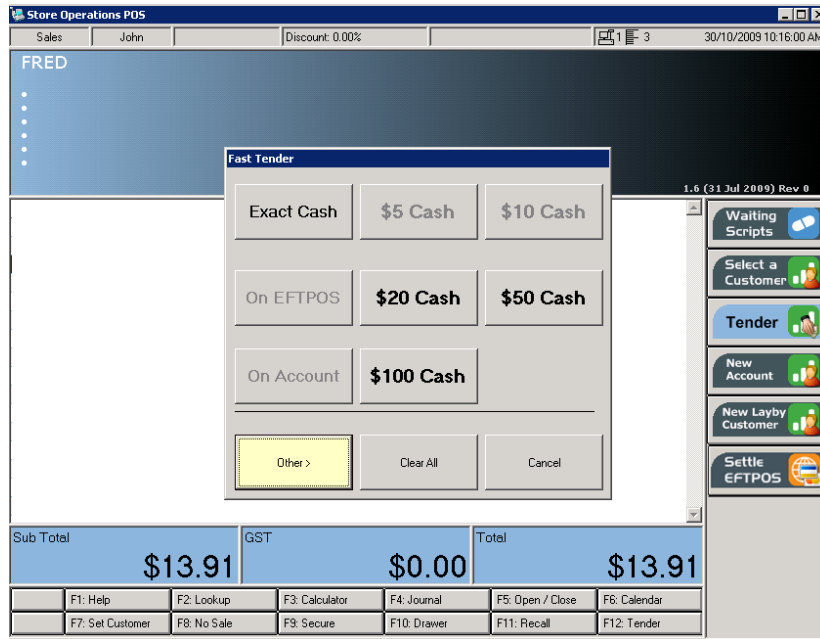 Store Operations POS
Sales John Discount: 0.00% 1 3 30/10/2009 10:16:00 AM
FRED
1.6 (31 Jul 2009) Rev 0
Fast Tender
Exact Cash $5 Cash $10 Cash
On EFTPOS $20 Cash $50 Cash
On Account $100 Cash
Other > Clear All Cancel
Waiting
Scripts
Select a
Customer
Tender
New
Account
New Layby
Customer
Settle
EFTPOS
Sub Total GST Total
$13.91 $0.00 $13.91
F1: Help F2: Lookup F3: Calculator F4: Journal F5: Open / Close F6: Calendar
F7: Set Customer F8: No Sale F9: Secure F10: Drawer F11: Recall F12: Tender